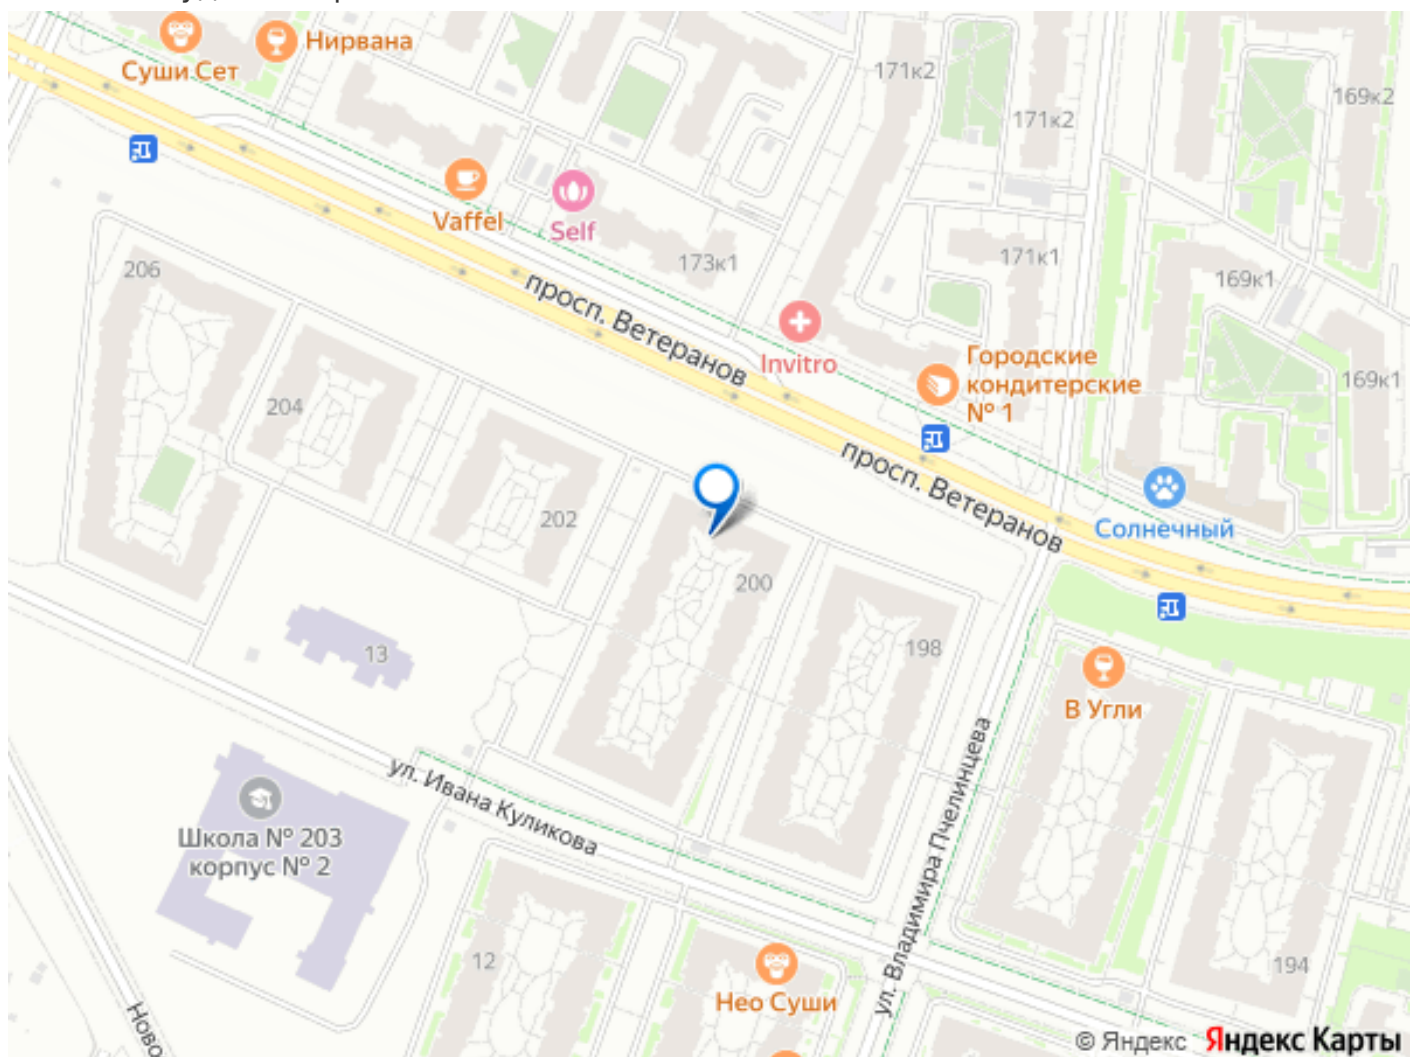 Нирвана
Суши Сет
171к2
169к2
171к2
Vaffel
Self
173к1
171к1
206
169к1
просп. Ветеранов
Invitro
Городские
кондитерские
№ 1
169к1
204
просп. Ветеранов
202
Солнечный
200
198
13
В Угли
ул. Ивана Куликова
ул. Владимира Пчелинцева
Школа № 203
корпус № 2
12
194
Нео Суши
Ново
© Яндекс Яндекс Карты